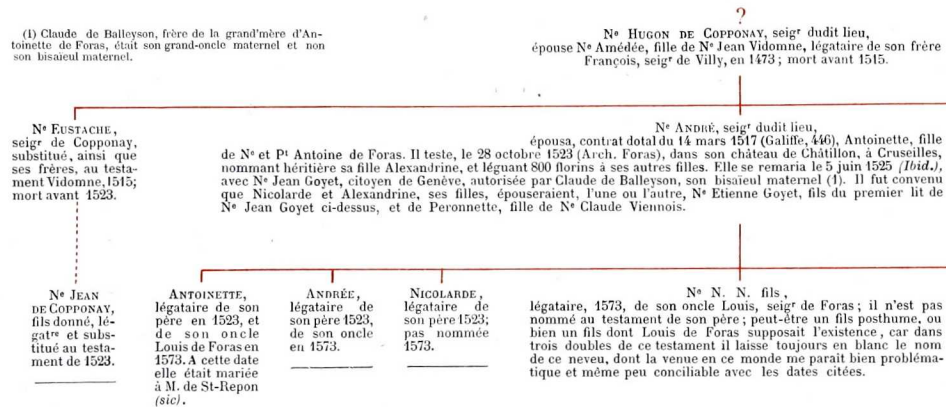 (1) Claude de Balleyson, frère de la grand'mère d'An-
toinette de Foras, était son grand-oncle maternel et non
son bisaïeul maternel.
?
Nᵉ HUGON DE COPPONAY, seigʳ dudit lieu,
épouse Nᵉ Amédée, fille de Nᵉ Jean Vidomne, légataire de son frère
François, seigʳ de Villy, en 1473 ; mort avant 1515.
Nᵉ EUSTACHE,
seigʳ de Copponay,
substitué, ainsi que
ses frères, au testa-
ment Vidomne, 1515;
mort avant 1523.
Nᵉ ANDRÉ, seigʳ dudit lieu,
épousa, contrat dotal du 14 mars 1517 (Galiffe, 446), Antoinette, fille
de Nᵉ et Pᵗ Antoine de Foras. Il teste, le 28 octobre 1523 (Arch. Foras), dans son château de Châtillon, à Cruseilles,
nommant héritière sa fille Alexandrine, et léguant 800 florins à ses autres filles. Elle se remaria le 5 juin 1525 (Ibid.),
avec Nᵉ Jean Goyet, citoyen de Genève, autorisée par Claude de Balleyson, son bisaïeul maternel (1). Il fut convenu
que Nicolarde et Alexandrine, ses filles, épouseraient, l'une ou l'autre, Nᵉ Etienne Goyet, fils du premier lit de
Nᵉ Jean Goyet ci-dessus, et de Peronnette, fille de Nᵉ Claude Viennois.
Nᵉ JEAN
DE COPPONAY,
fils donné, lé-
gatʳᵉ et subs-
titué au testa-
ment de 1523.
ANTOINETTE,
légataire de son
père en 1523, et
de son oncle
Louis de Foras en
1573. A cette date
elle était mariée
à M. de St-Repon
(sic).
ANDRÉE,
légataire de
son père 1523,
de son oncle
en 1573.
NICOLARDE,
légataire de
son père 1523;
pas nommée
1573.
Nᵉ N. N. fils,
légataire, 1573, de son oncle Louis, seigʳ de Foras ; il n'est pas
nommé au testament de son père ; peut-être un fils posthume, ou
bien un fils dont Louis de Foras supposait l'existence, car dans
trois doubles de ce testament il laisse toujours en blanc le nom
de ce neveu, dont la venue en ce monde me parait bien probléma-
tique et même peu conciliable avec les dates citées.